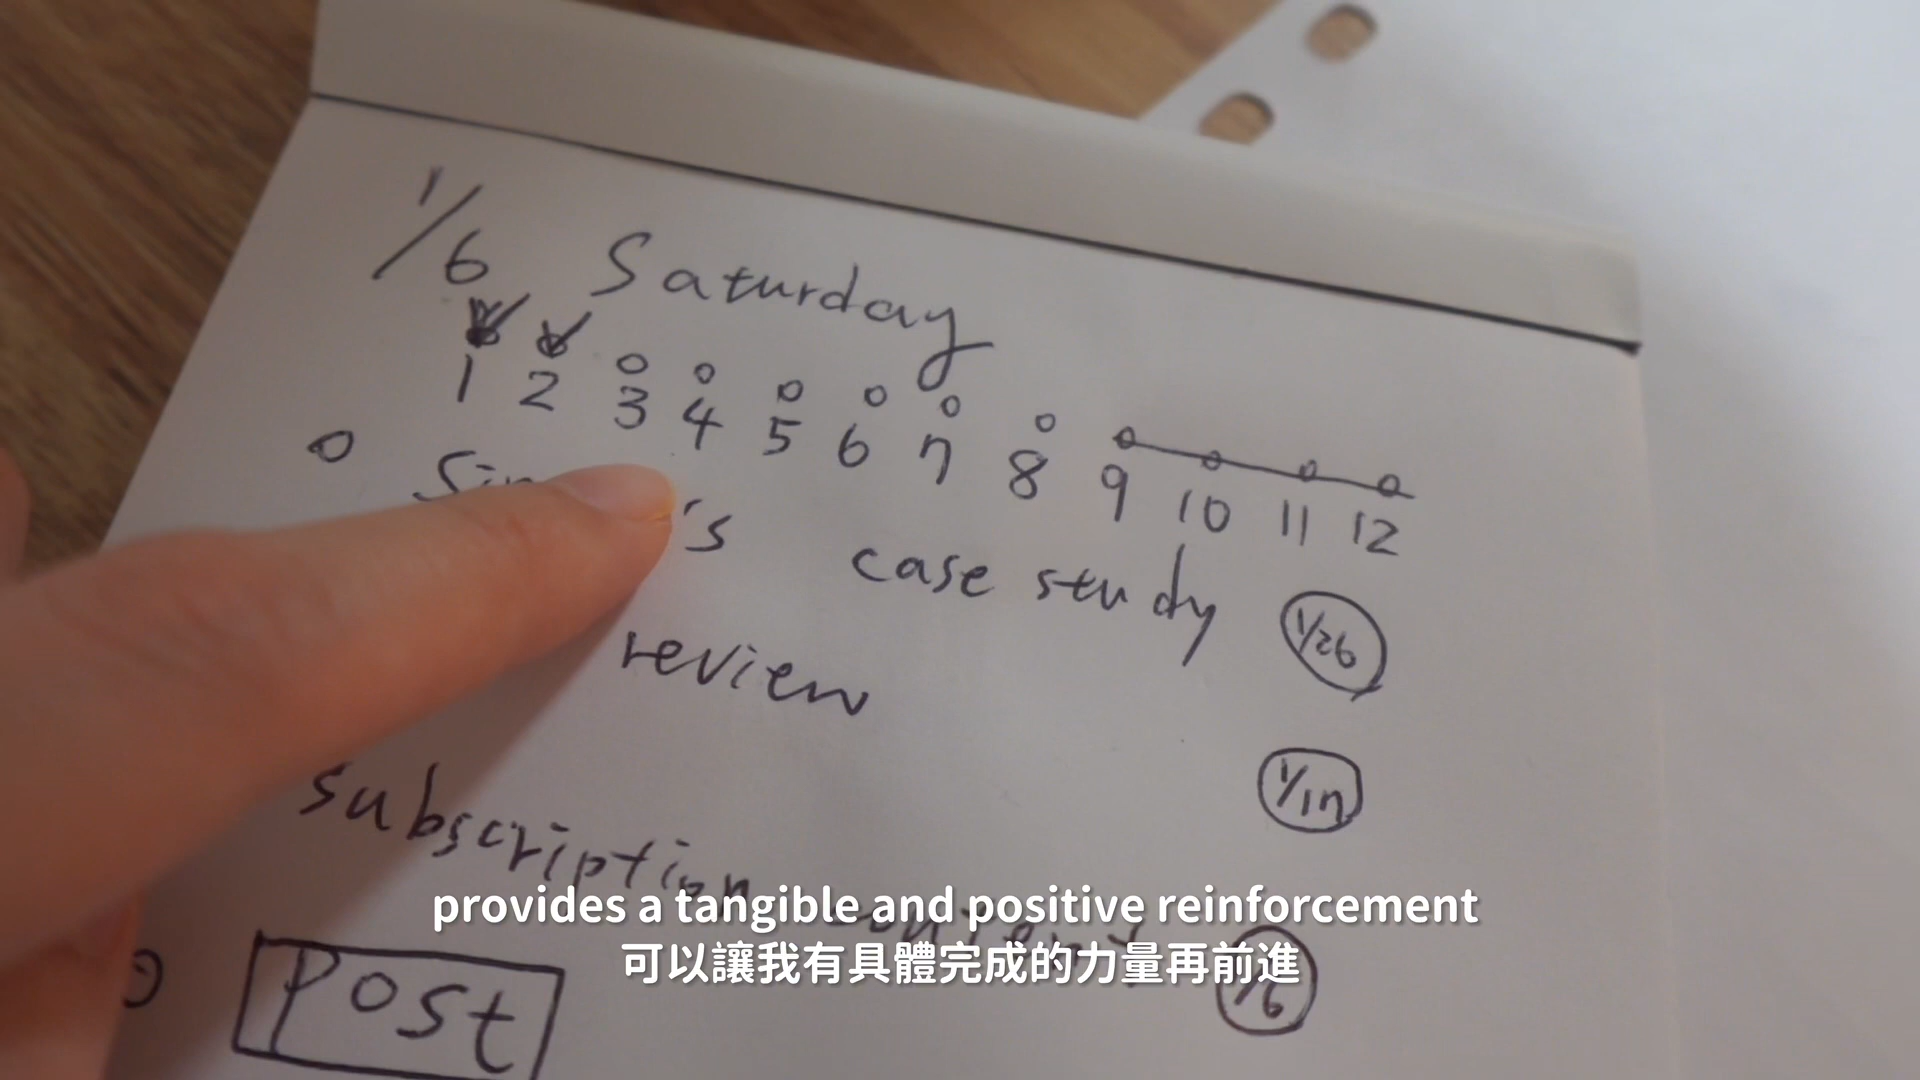 1/6 Saturday
1 2 3 4 5 6 7 8 9 10 11 12
's case study 1/26
review
1/17
subscription
1/6
post
provides a tangible and positive reinforcement
可以讓我有具體完成的力量再前進